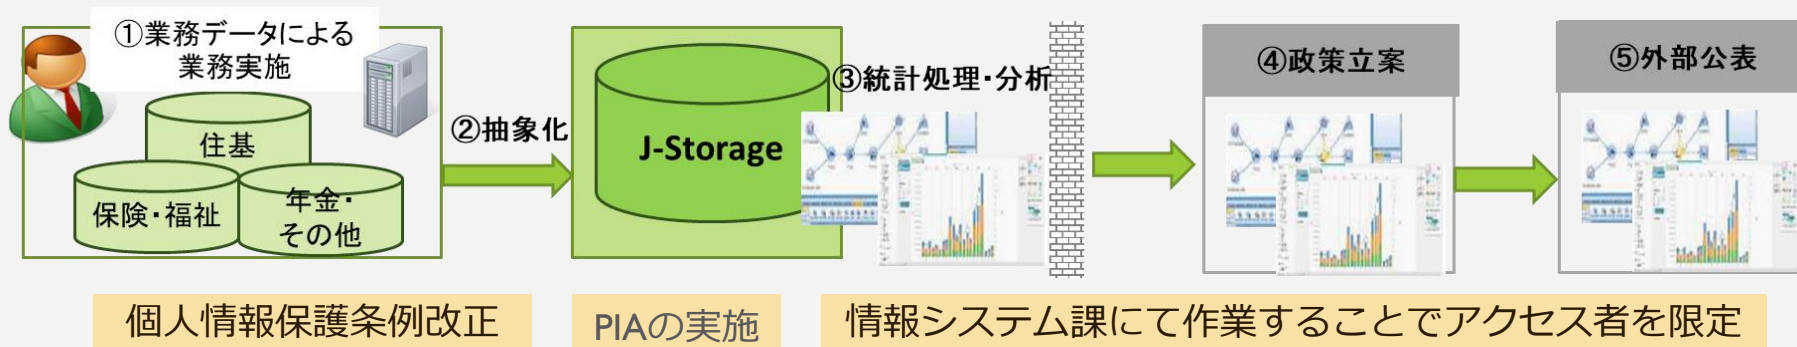 ①業務データによる
業務実施
住基
保険・福祉
年金・
その他
②抽象化
J-Storage
③統計処理・分析
④政策立案
⑤外部公表
個人情報保護条例改正
PIAの実施
情報システム課にて作業することでアクセス者を限定